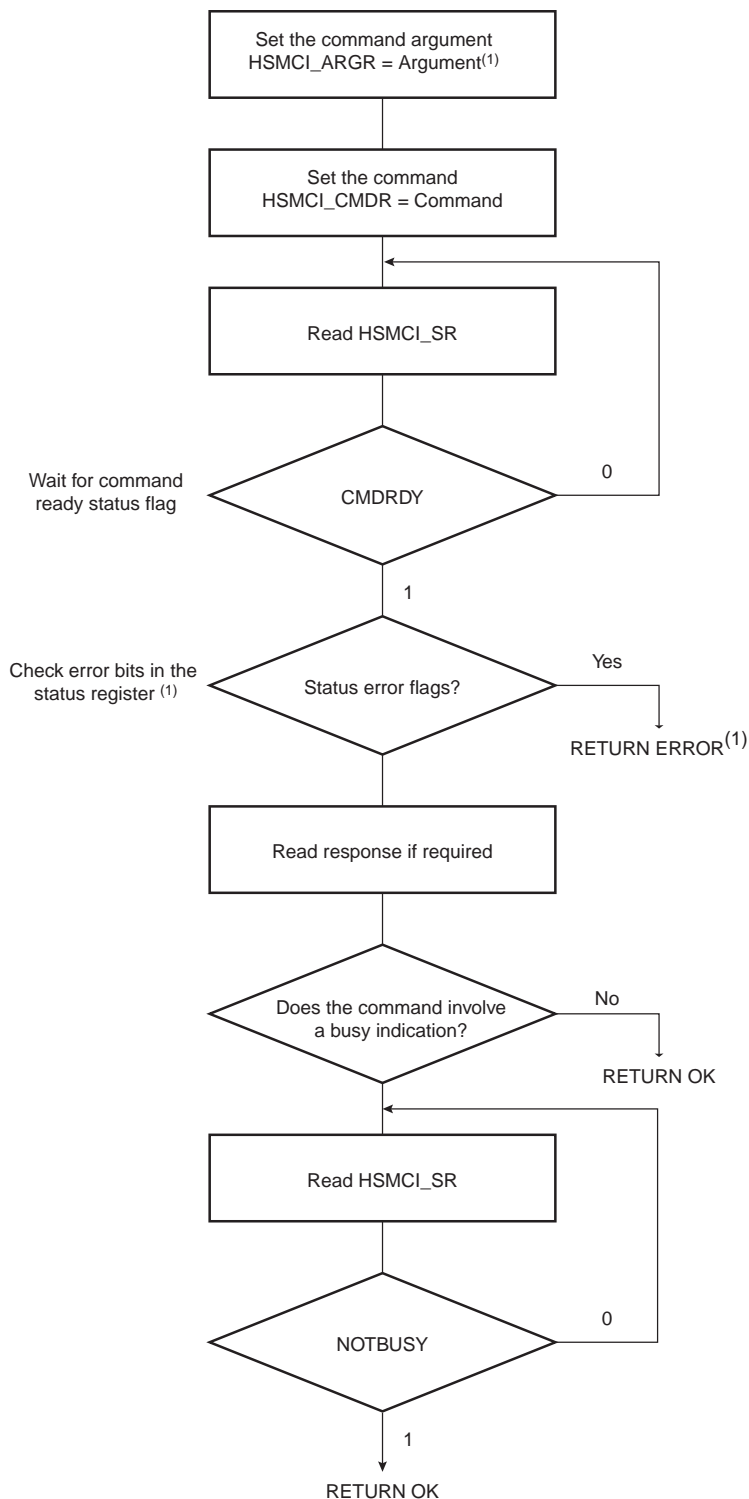 Set the command argument
HSMCI_ARGR = Argument(1)
Set the command
HSMCI_CMDR = Command
Read HSMCI_SR
Wait for command
ready status flag
CMDRDY
0
1
Check error bits in the
status register (1)
Status error flags?
Yes
RETURN ERROR(1)
Read response if required
Does the command involve
a busy indication?
No
RETURN OK
Read HSMCI_SR
NOTBUSY
0
1
RETURN OK